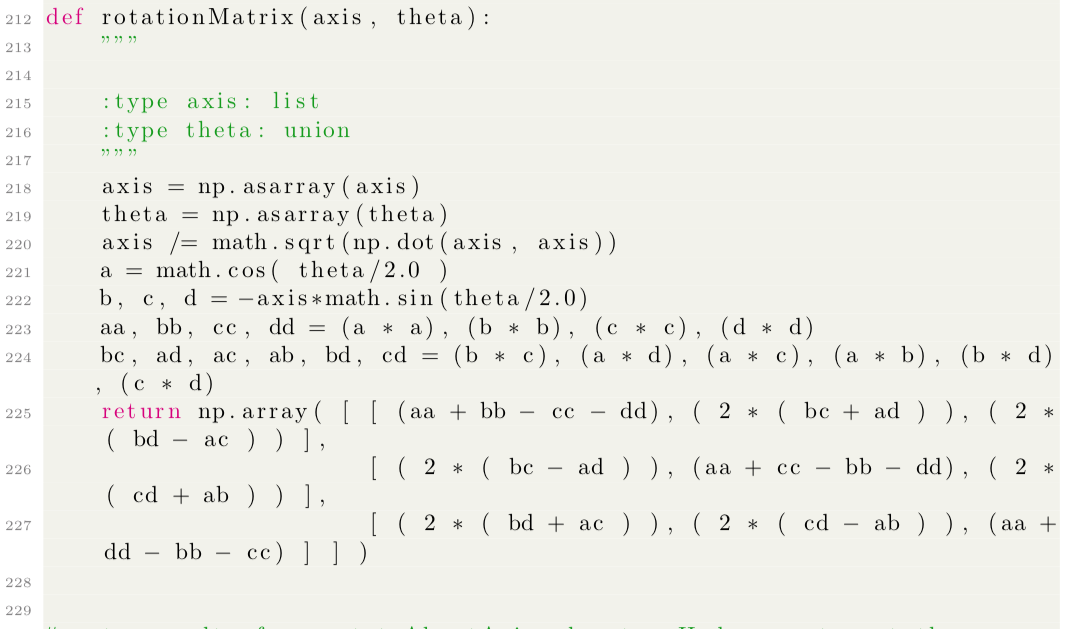 212 def rotationMatrix(axis, theta):
213 """
214
215 :type axis: list
216 :type theta: union
217 """
218 axis = np.asarray(axis)
219 theta = np.asarray(theta)
220 axis /= math.sqrt(np.dot(axis, axis))
221 a = math.cos( theta/2.0 )
222 b, c, d = -axis*math.sin(theta/2.0)
223 aa, bb, cc, dd = (a * a), (b * b), (c * c), (d * d)
224 bc, ad, ac, ab, bd, cd = (b * c), (a * d), (a * c), (a * b), (b * d)
, (c * d)
225 return np.array( [ [ (aa + bb - cc - dd), ( 2 * ( bc + ad ) ), ( 2 *
( bd - ac ) ) ],
226 [ ( 2 * ( bc - ad ) ), (aa + cc - bb - dd), ( 2 *
( cd + ab ) ) ],
227 [ ( 2 * ( bd + ac ) ), ( 2 * ( cd - ab ) ), (aa +
dd - bb - cc) ] ] )
228
229